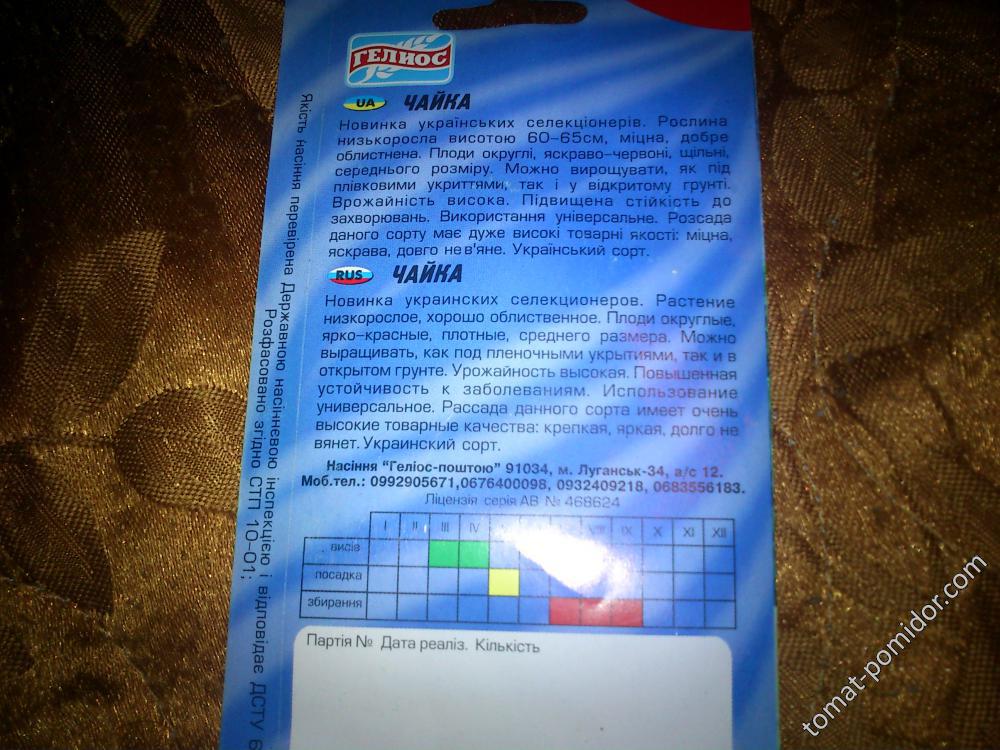 ГЕЛИОС
UA ЧАЙКА
Новинка українських селекціонерів. Рослина
низькоросла висотою 60-65см, міцна, добре
облистнена. Плоди округлі, яскраво-червоні, щільні,
середнього розміру. Можно вирощувати, як під
плівковими укриттями, так і у відкритому грунті.
Врожайність висока. Підвищена стійкість до
захворювань. Використання універсальне. Розсада
даного сорту має дуже високі товарні якості: міцна,
яскрава, довго не в'яне. Український сорт.
RUS ЧАЙКА
Новинка украинских селекционеров. Растение
низкорослое, хорошо облиственное. Плоди округлые,
ярко-красные, плотные, среднего размера. Можно
выращивать, как под пленочными укрытиями, так и в
открытом грунте. Урожайность высокая. Повышенная
устойчивость к заболеваниям. Использование
универсальное. Рассада данного сорта имеет очень
высокие товарные качества: крепкая, яркая, долго не
вянет. Украинский сорт.
Насіння "Геліос-поштою" 91034, м. Луганськ-34, а/с 12.
Моб.тел.: 0992905671,0676400098, 0932409218, 0683556183.
Ліцензія серія АВ № 468624
I II III IV VIII IX X XI XII
висів
посадка
збирання
Партія № Дата реаліз. Кількість
Якість насіння перевірена Державною насіннєвою інспекцією і відповідає ДСТУ
Розфасовано згідно СТП 10-01;
tomat-pomidor.com